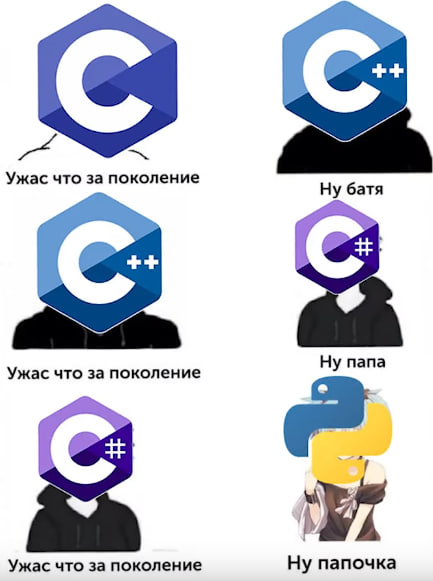 C
C++
Ужас что за поколение
Ну батя
C++
C#
Ужас что за поколение
Ну папа
C#
Ужас что за поколение
Ну папочка